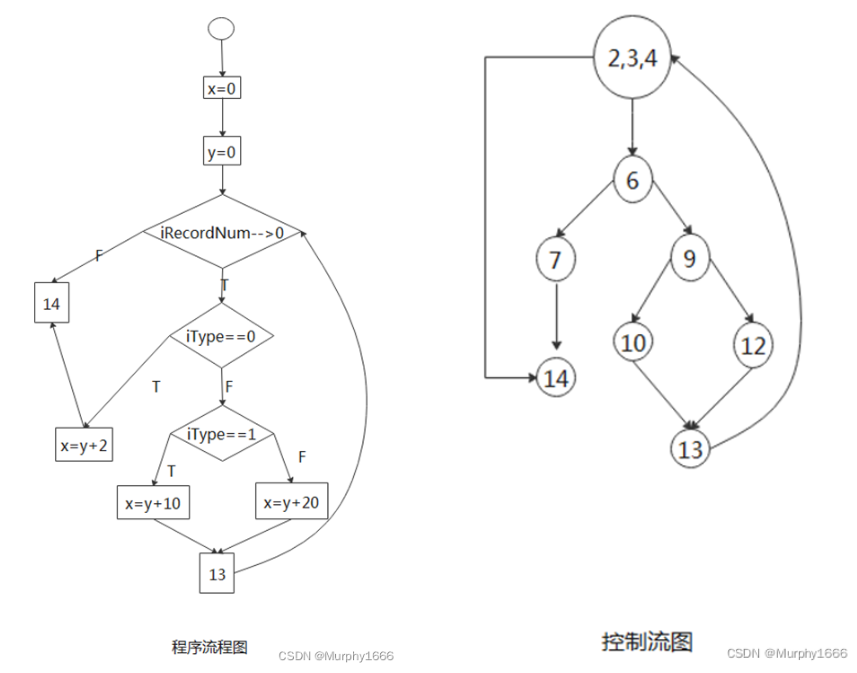 x=0
y=0
iRecordNum-->0
F
14
T
iType==0
T
F
x=y+2
iType==1
T
F
x=y+10
x=y+20
13
程序流程图
CSDN @Murphy1666
2,3,4
6
7
9
10
12
14
13
控制流图
CSDN @Murphy1666